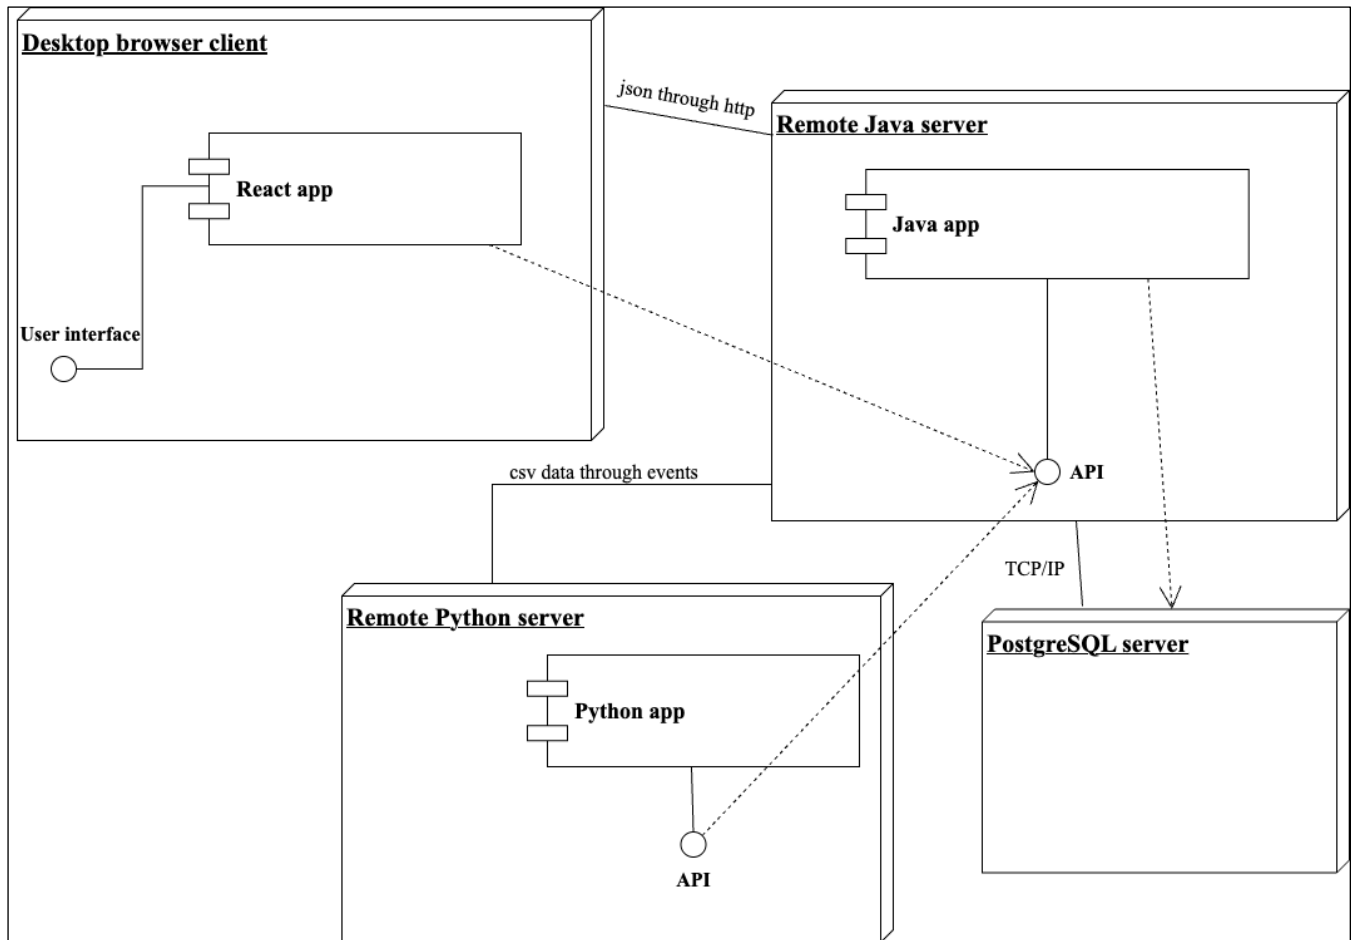 Desktop browser client
json through http
Remote Java server
React app
Java app
User interface
API
csv data through events
TCP/IP
Remote Python server
PostgreSQL server
Python app
API